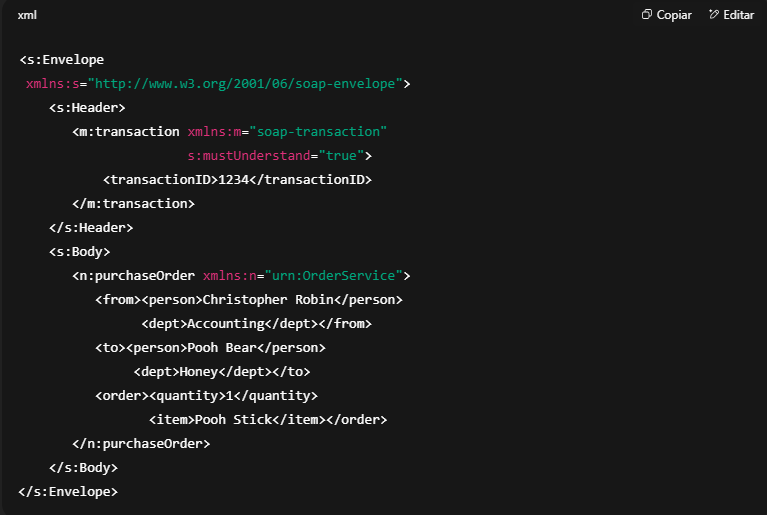 xml
Copiar
Editar
<s:Envelope
xmlns:s="http://www.w3.org/2001/06/soap-envelope">
<s:Header>
<m:transaction xmlns:m="soap-transaction"
s:mustUnderstand="true">
<transactionID>1234</transactionID>
</m:transaction>
</s:Header>
<s:Body>
<n:purchaseOrder xmlns:n="urn:OrderService">
<from><person>Christopher Robin</person>
<dept>Accounting</dept></from>
<to><person>Pooh Bear</person>
<dept>Honey</dept></to>
<order><quantity>1</quantity>
<item>Pooh Stick</item></order>
</n:purchaseOrder>
</s:Body>
</s:Envelope>